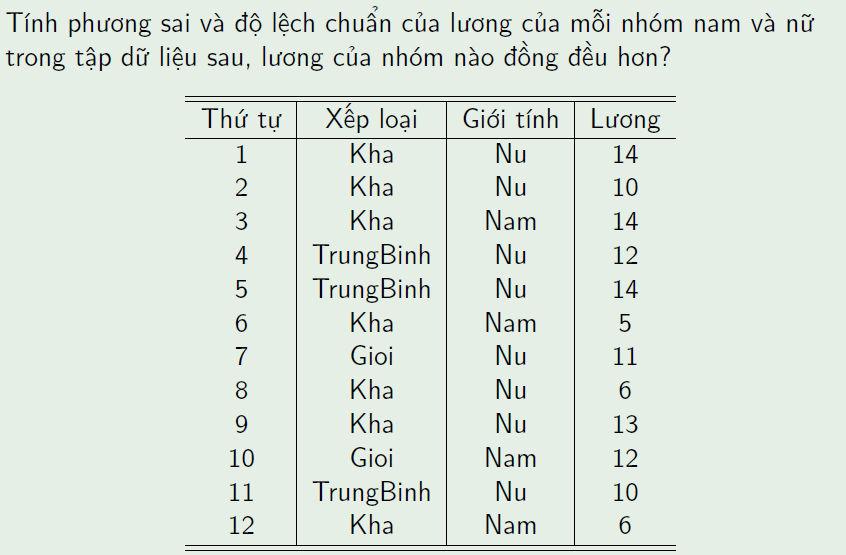 Tính phương sai và độ lệch chuẩn của lương của mỗi nhóm nam và nữ
trong tập dữ liệu sau, lương của nhóm nào đồng đều hơn?
Thứ tự Xếp loại Giới tính Lương
1 Kha Nu 14
2 Kha Nu 10
3 Kha Nam 14
4 TrungBinh Nu 12
5 TrungBinh Nu 14
6 Kha Nam 5
7 Gioi Nu 11
8 Kha Nu 6
9 Kha Nu 13
10 Gioi Nam 12
11 TrungBinh Nu 10
12 Kha Nam 6